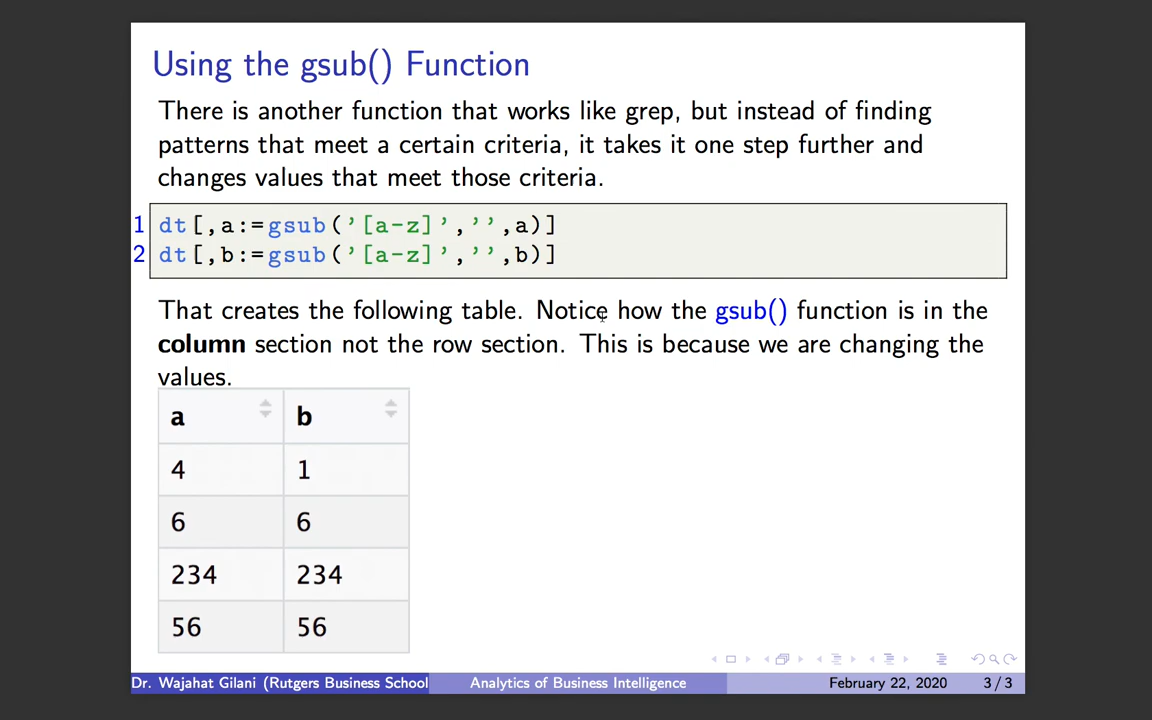 Using the gsub() Function
There is another function that works like grep, but instead of finding
patterns that meet a certain criteria, it takes it one step further and
changes values that meet those criteria.
1 dt[,a:=gsub('[a-z]','',a)]
2 dt[,b:=gsub('[a-z]','',b)]
That creates the following table. Notice how the gsub() function is in the
column section not the row section. This is because we are changing the
values.
a b
4 1
6 6
234 234
56 56
Dr. Wajahat Gilani (Rutgers Business School Analytics of Business Intelligence February 22, 2020 3 / 3